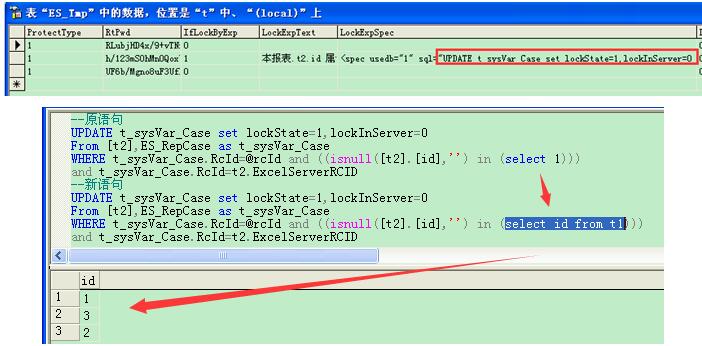 表“ES_Tmp”中的数据，位置是“t”中、“(local)”上
ProtectType RtPwd IfLockByExp LockExpText LockExpSpec
1 RLubjHD4x/9+vTN 0
1 h/123mSOhMnOQox 1 本报表.t2.id 属于 <spec usedb="1" sql="UPDATE t_sysVar_Case set lockState=1,lockInServer=0
1 UF6b/Mgno8uF3Uf 0
--原语句
UPDATE t_sysVar_Case set lockState=1,lockInServer=0
From [t2],ES_RepCase as t_sysVar_Case
WHERE t_sysVar_Case.RcId=@rcId and ((isnull([t2].[id],'') in (select 1)))
and t_sysVar_Case.RcId=t2.ExcelServerRCID
--新语句
UPDATE t_sysVar_Case set lockState=1,lockInServer=0
From [t2],ES_RepCase as t_sysVar_Case
WHERE t_sysVar_Case.RcId=@rcId and ((isnull([t2].[id],'') in (select id from t1)))
and t_sysVar_Case.RcId=t2.ExcelServerRCID
id
1 1
2 3
3 2